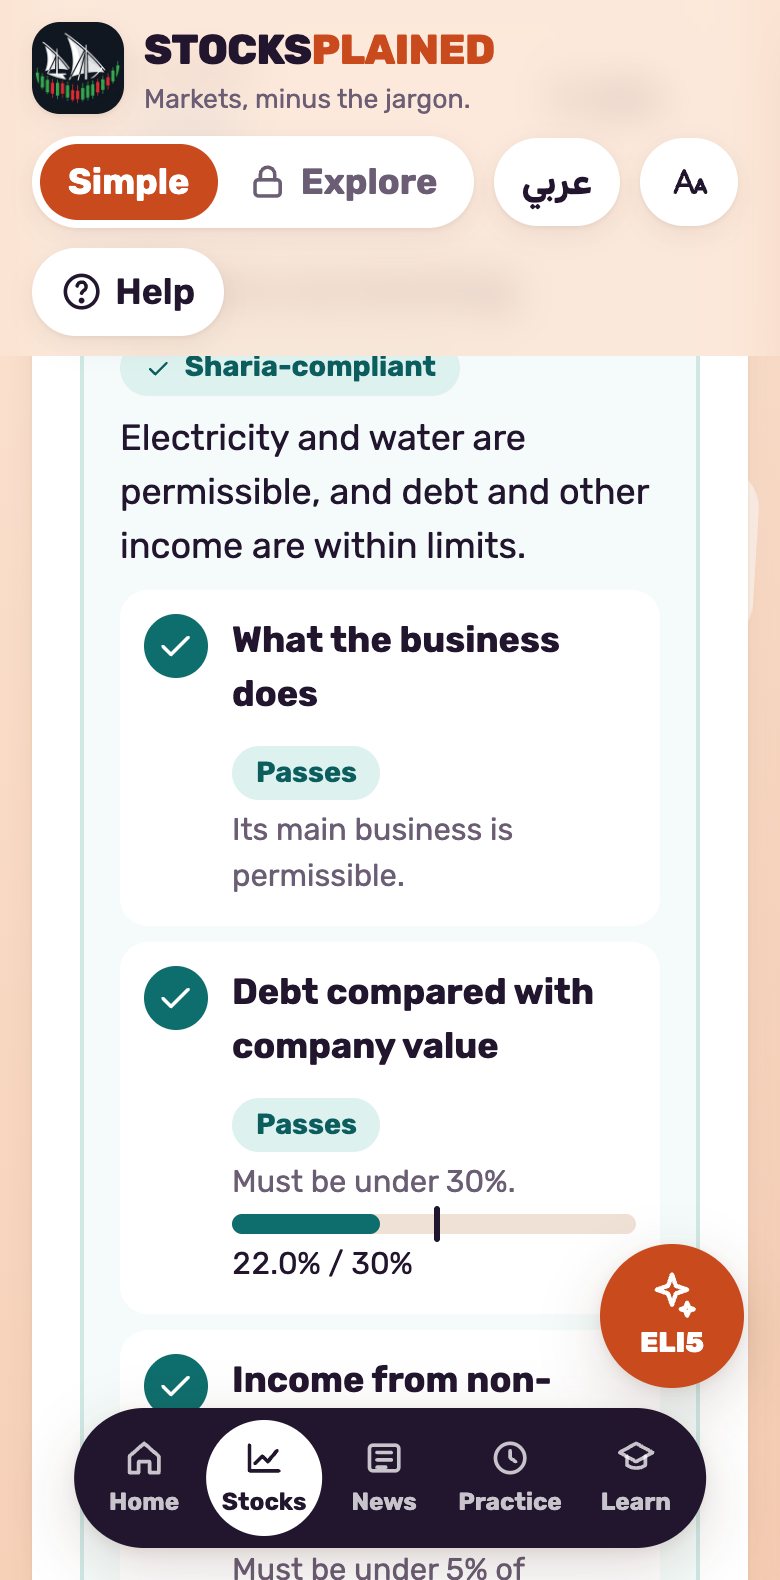 STOCKSPLAINED
Markets, minus the jargon.
Simple
Explore
عربي
AA
Help
Sharia-compliant
Electricity and water are
permissible, and debt and other
income are within limits.
What the business
does
Passes
Its main business is
permissible.
Debt compared with
company value
Passes
Must be under 30%.
22.0% / 30%
ELI5
Income from non-
Home
Stocks
News
Practice
Learn
Must be under 5% of